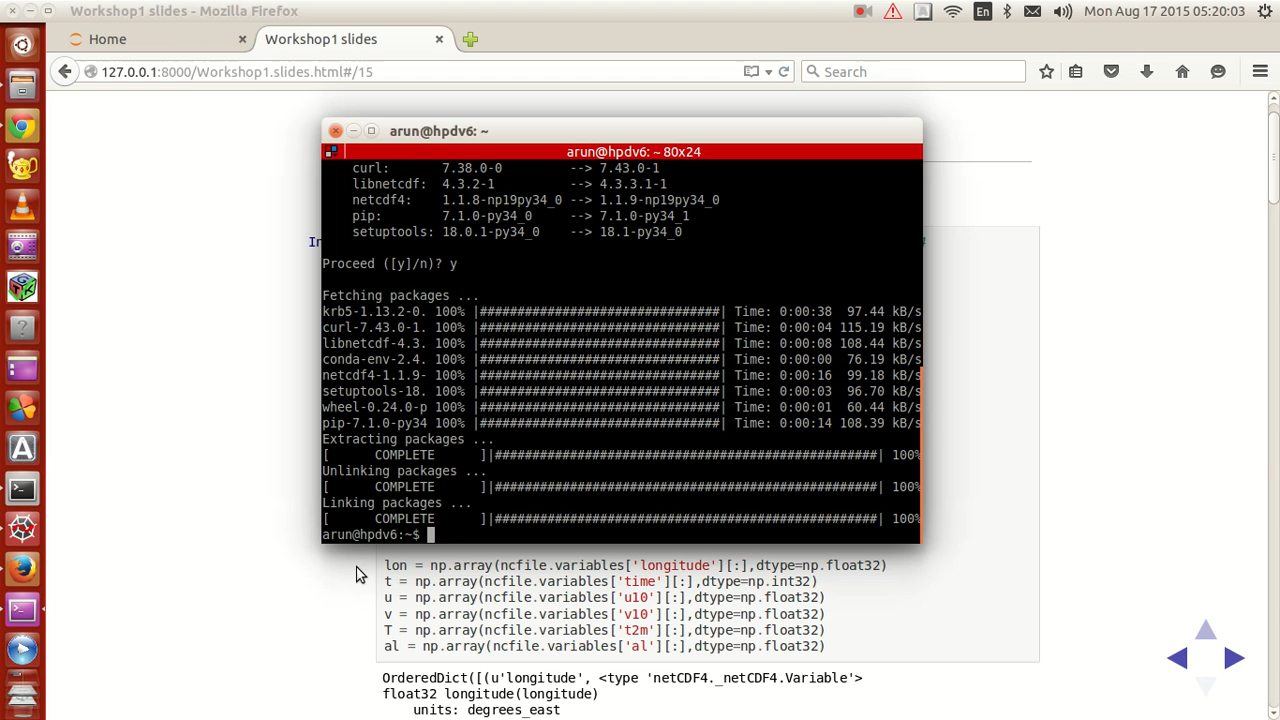 Workshop1 slides - Mozilla Firefox
En
Mon Aug 17 2015 05:20:03
Home
Workshop1 slides
127.0.0.1:8000/Workshop1.slides.html#/15
Search
arun@hpdv6: ~
arun@hpdv6: ~ 80x24
curl: 7.38.0-0 --> 7.43.0-1
libnetcdf: 4.3.2-1 --> 4.3.3.1-1
netcdf4: 1.1.8-np19py34_0 --> 1.1.9-np19py34_0
pip: 7.1.0-py34_0 --> 7.1.0-py34_1
setuptools: 18.0.1-py34_0 --> 18.1-py34_0
In
Proceed ([y]/n)? y
Fetching packages ...
krb5-1.13.2-0. 100% |################################| Time: 0:00:38 97.44 kB/s
curl-7.43.0-1. 100% |################################| Time: 0:00:04 115.19 kB/s
libnetcdf-4.3. 100% |################################| Time: 0:00:08 108.44 kB/s
conda-env-2.4. 100% |################################| Time: 0:00:00 76.19 kB/s
netcdf4-1.1.9- 100% |################################| Time: 0:00:16 99.18 kB/s
setuptools-18. 100% |################################| Time: 0:00:03 96.70 kB/s
wheel-0.24.0-p 100% |################################| Time: 0:00:01 60.44 kB/s
pip-7.1.0-py34 100% |################################| Time: 0:00:14 108.39 kB/s
Extracting packages ...
[ COMPLETE ]|###################################################| 100%
Unlinking packages ...
[ COMPLETE ]|###################################################| 100%
Linking packages ...
[ COMPLETE ]|###################################################| 100%
arun@hpdv6:~$
lon = np.array(ncfile.variables['longitude'][:],dtype=np.float32)
t = np.array(ncfile.variables['time'][:],dtype=np.int32)
u = np.array(ncfile.variables['u10'][:],dtype=np.float32)
v = np.array(ncfile.variables['v10'][:],dtype=np.float32)
T = np.array(ncfile.variables['t2m'][:],dtype=np.float32)
al = np.array(ncfile.variables['al'][:],dtype=np.float32)
OrderedDict([(u'longitude', <type 'netCDF4._netCDF4.Variable'>
float32 longitude(longitude)
units: degrees_east